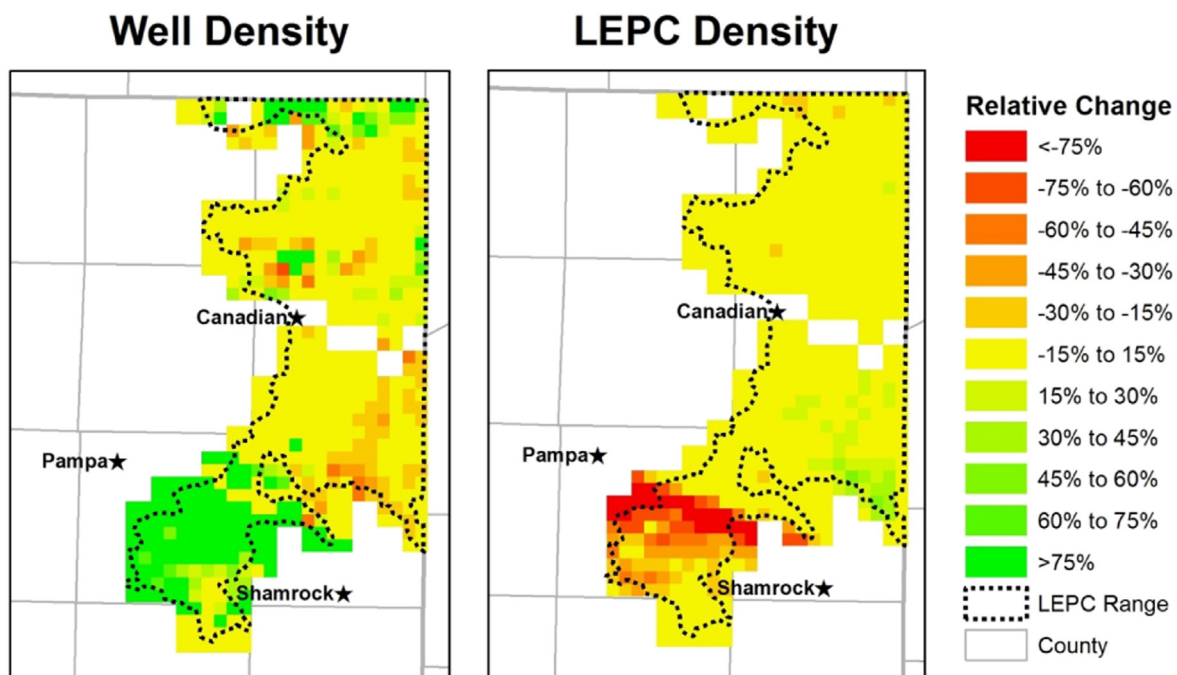 Well Density
LEPC Density
Canadian
Pampa
Shamrock
Canadian
Pampa
Shamrock
Relative Change
<-75%
-75% to -60%
-60% to -45%
-45% to -30%
-30% to -15%
-15% to 15%
15% to 30%
30% to 45%
45% to 60%
60% to 75%
>75%
LEPC Range
County